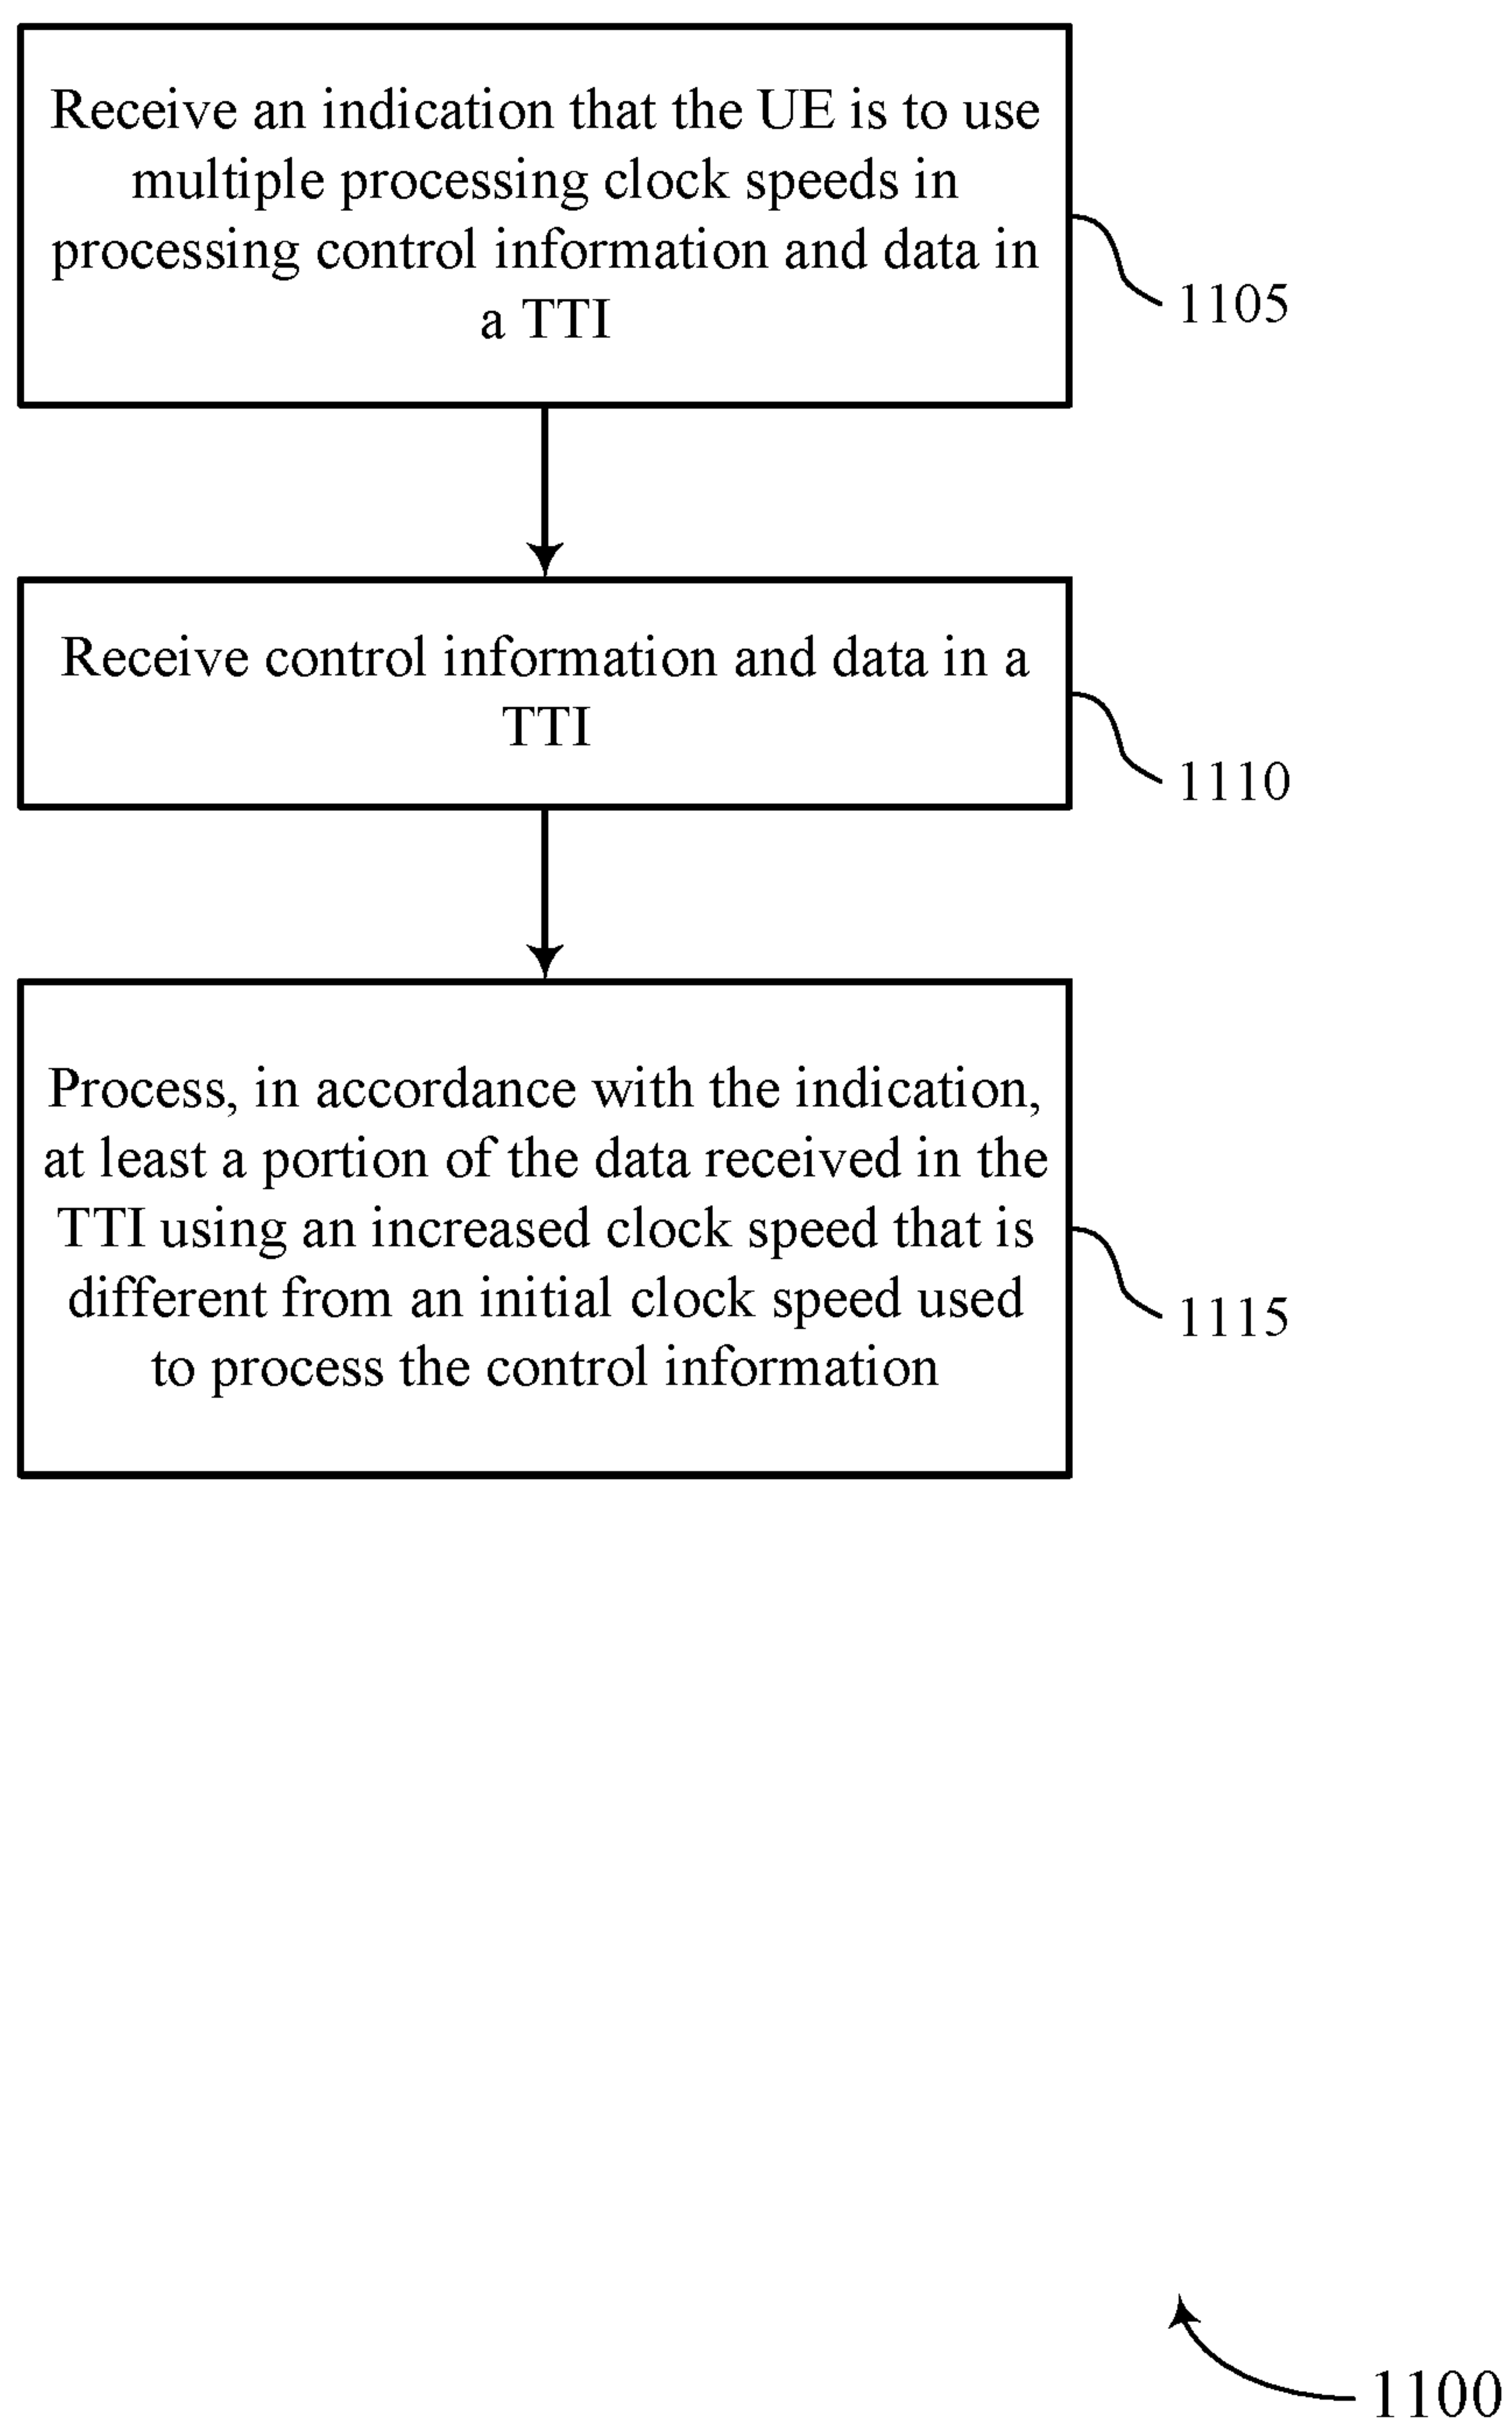 Receive an indication that the UE is to use
multiple processing clock speeds in
processing control information and data in
a TTI
1105
Receive control information and data in a
TTI
1110
Process, in accordance with the indication,
at least a portion of the data received in the
TTI using an increased clock speed that is
different from an initial clock speed used
to process the control information
1115
1100